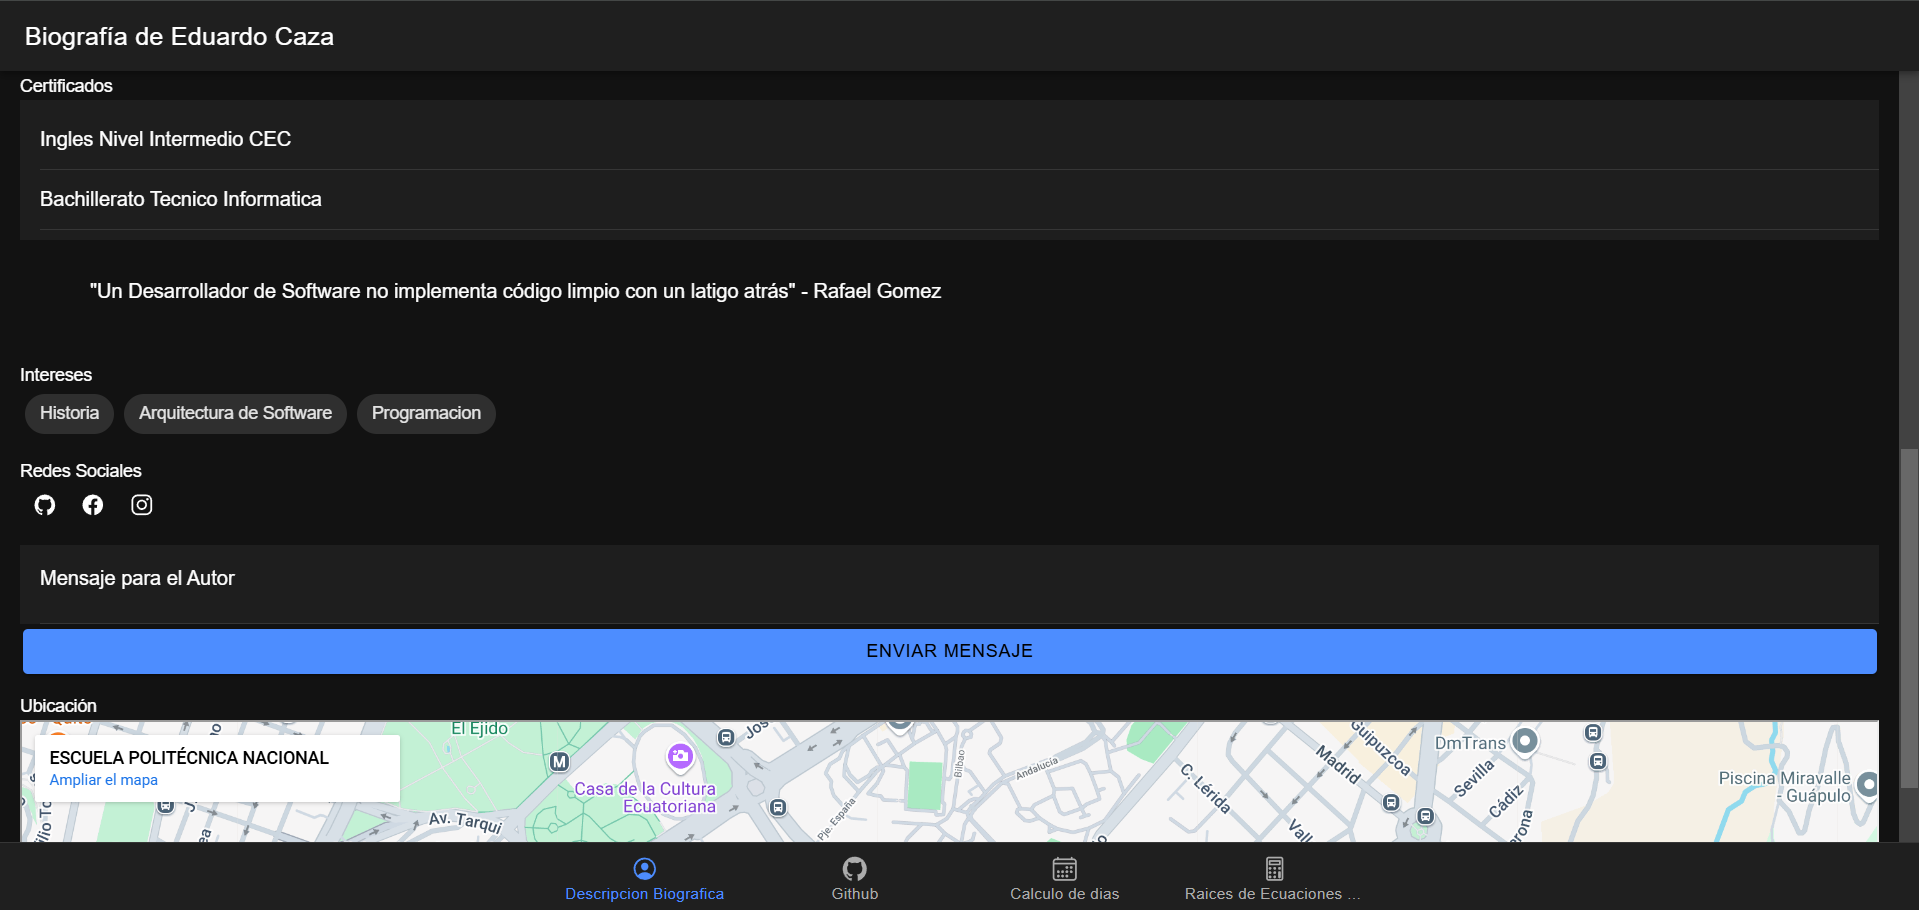 Biografía de Eduardo Caza
Certificados
Ingles Nivel Intermedio CEC
Bachillerato Tecnico Informatica
"Un Desarrollador de Software no implementa código limpio con un latigo atrás" - Rafael Gomez
Intereses
Historia
Arquitectura de Software
Programacion
Redes Sociales
Mensaje para el Autor
ENVIAR MENSAJE
Ubicación
ESCUELA POLITÉCNICA NACIONAL
Ampliar el mapa
El Ejido
M
Casa de la Cultura
Ecuatoriana
Av. Tarqui
Pje. España
Bilbao
Andalucía
C. Lérida
Madrid
Guipuzcoa
DmTrans
Sevilla
Cádiz
Piscina Miravalle
- Guápulo
Descripcion Biografica
Github
Calculo de dias
Raices de Ecuaciones ...